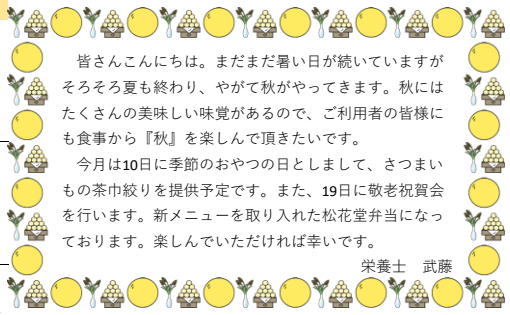 皆さんこんにちは。まだまだ暑い日が続いていますが
そろそろ夏も終わり、やがて秋がやってきます。秋には
たくさんの美味しい味覚があるので、ご利用者の皆様に
も食事から『秋』を楽しんで頂きたいです。
今月は10日に季節のおやつの日としまして、さつまい
もの茶巾絞りを提供予定です。また、19日に敬老祝賀会
を行います。新メニューを取り入れた松花堂弁当になっ
ております。楽しんでいただければ幸いです。
栄養士　武藤